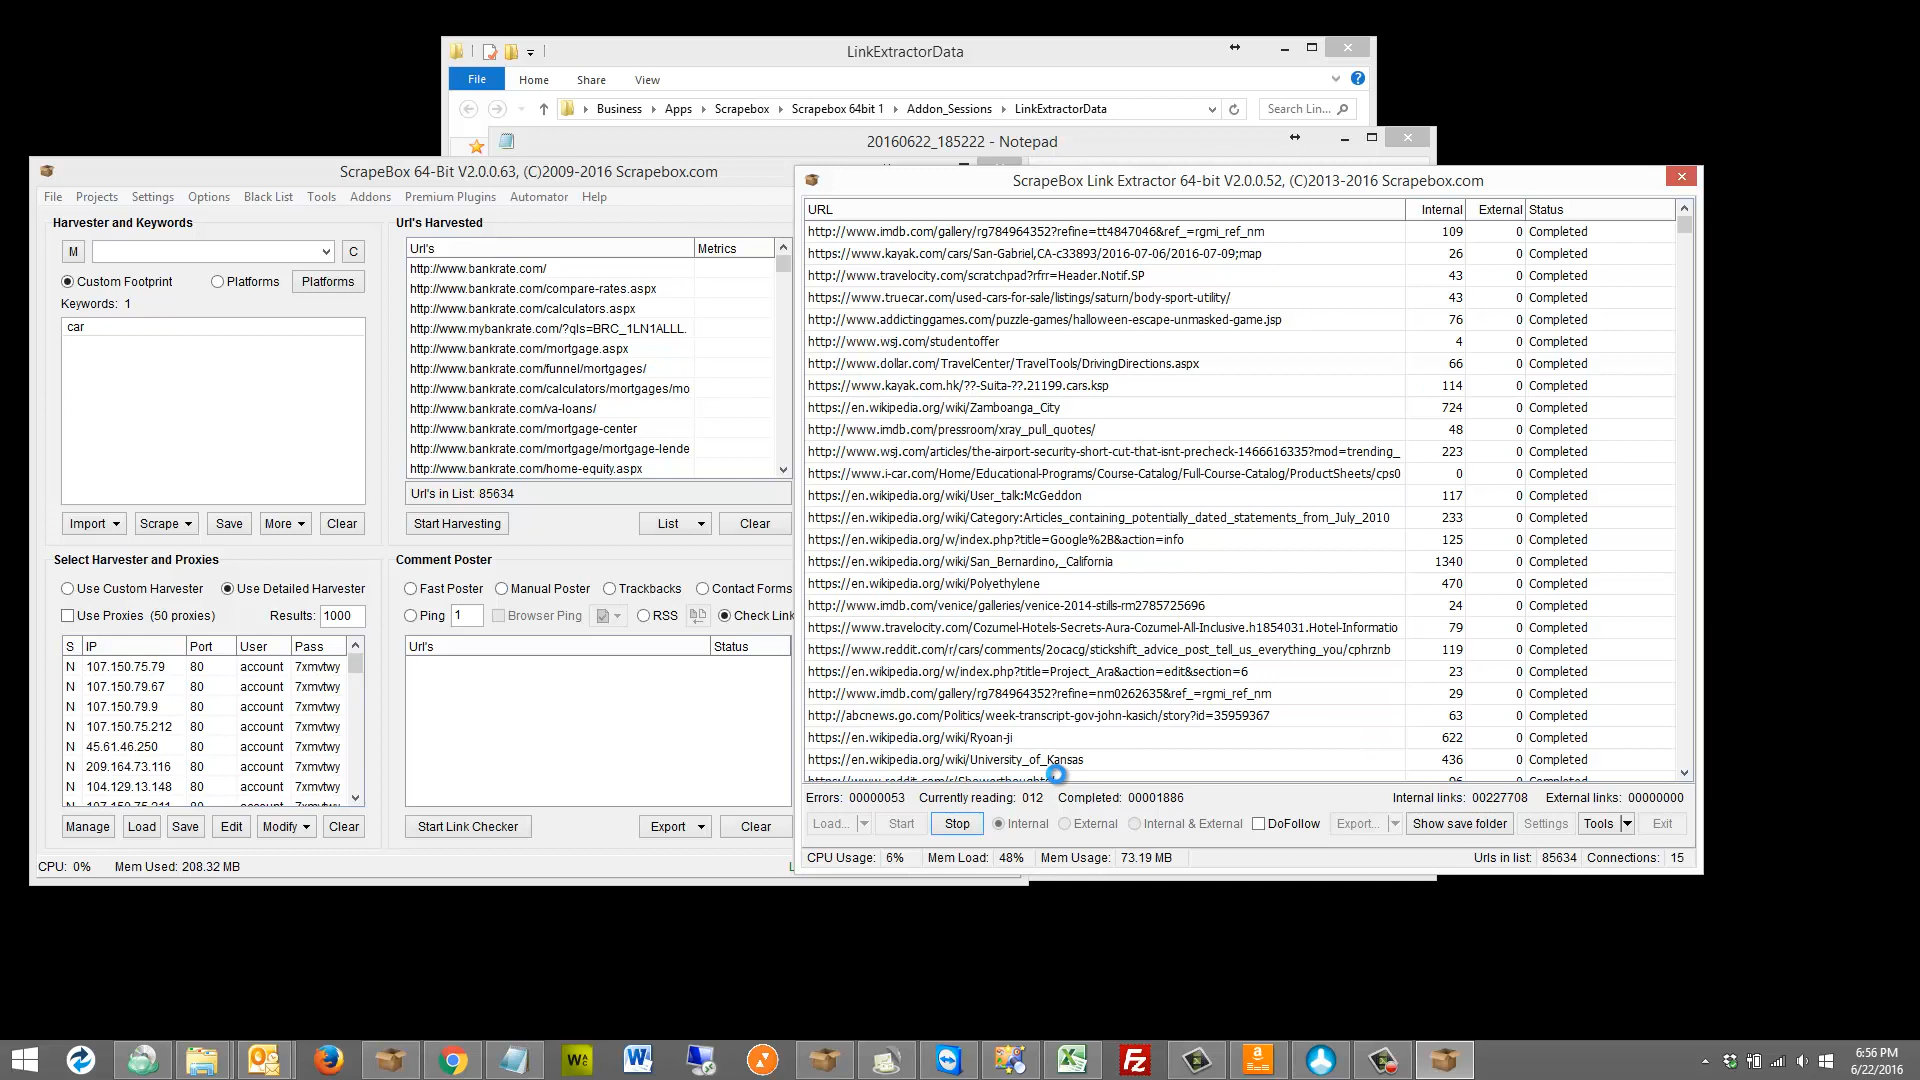 LinkExtractorData
File Home Share View
Business Apps Scrapebox Scrapebox 64bit 1 Addon_Sessions LinkExtractorData
Search Lin...
20160622_185222 - Notepad
ScrapeBox 64-Bit V2.0.0.63, (C)2009-2016 Scrapebox.com
File Projects Settings Options Black List Tools Addons Premium Plugins Automator Help
Harvester and Keywords
M C
Custom Footprint Platforms Platforms
Keywords: 1
car
Import Scrape Save More Clear
Url's Harvested
Url's Metrics
http://www.bankrate.com/
http://www.bankrate.com/compare-rates.aspx
http://www.bankrate.com/calculators.aspx
http://www.mybankrate.com/?qls=BRC_1LN1ALLL.
http://www.bankrate.com/mortgage.aspx
http://www.bankrate.com/funnel/mortgages/
http://www.bankrate.com/calculators/mortgages/mo
http://www.bankrate.com/va-loans/
http://www.bankrate.com/mortgage-center
http://www.bankrate.com/mortgage/mortgage-lende
http://www.bankrate.com/home-equity.aspx
Url's in List: 85634
Start Harvesting List Clear
Select Harvester and Proxies
Use Custom Harvester Use Detailed Harvester
Use Proxies (50 proxies) Results: 1000
S IP Port User Pass
N 107.150.75.79 80 account 7xmvtwy
N 107.150.79.67 80 account 7xmvtwy
N 107.150.79.9 80 account 7xmvtwy
N 107.150.75.212 80 account 7xmvtwy
N 45.61.46.250 80 account 7xmvtwy
N 209.164.73.116 80 account 7xmvtwy
N 104.129.13.148 80 account 7xmvtwy
N 107.150.75.211 80 account 7xmvtwy
Manage Load Save Edit Modify Clear
Comment Poster
Fast Poster Manual Poster Trackbacks Contact Forms
Ping 1 Browser Ping RSS Check Link
Url's Status
Start Link Checker Export Clear
CPU: 0% Mem Used: 208.32 MB
ScrapeBox Link Extractor 64-bit V2.0.0.52, (C)2013-2016 Scrapebox.com
URL Internal External Status
http://www.imdb.com/gallery/rg784964352?refine=tt4847046&ref_=rgmi_ref_nm 109 0 Completed
http://www.kayak.com/cars/San-Gabriel,CA-c33893/2016-07-06/2016-07-09;map 26 0 Completed
http://www.travelocity.com/scratchpad?rfrr=Header.Notif.SP 43 0 Completed
http://www.truecar.com/used-cars-for-sale/listings/saturn/body-sport-utility/ 43 0 Completed
http://www.addictinggames.com/puzzle-games/halloween-escape-unmasked-game.jsp 76 0 Completed
http://www.wsj.com/studentoffer 4 0 Completed
http://www.dollar.com/TravelCenter/TravelTools/DrivingDirections.aspx 66 0 Completed
https://www.kayak.com.hk/??-Suita-??.21199.cars.ksp 114 0 Completed
https://en.wikipedia.org/wiki/Zamboanga_City 724 0 Completed
http://www.imdb.com/pressroom/xray_pull_quotes/ 48 0 Completed
http://www.wsj.com/articles/the-airport-security-short-cut-that-isnt-precheck-1466616335?mod=trending_ 223 0 Completed
https://www.i-car.com/Home/Educational-Programs/Course-Catalog/Full-Course-Catalog/ProductSheets/cps0 0 0 Completed
https://en.wikipedia.org/wiki/User_talk:McGeddon 117 0 Completed
https://en.wikipedia.org/wiki/Category:Articles_containing_potentially_dated_statements_from_July_2010 233 0 Completed
https://en.wikipedia.org/w/index.php?title=Google%2B&action=info 125 0 Completed
https://en.wikipedia.org/wiki/San_Bernardino,_California 1340 0 Completed
https://en.wikipedia.org/wiki/Polyethylene 470 0 Completed
http://www.imdb.com/venice/galleries/venice-2014-stills-rm2785725696 24 0 Completed
https://www.travelocity.com/Cozumel-Hotels-Secrets-Aura-Cozumel-All-Inclusive.h1854031.Hotel-Informatio 79 0 Completed
https://www.reddit.com/r/cars/comments/2ocacg/stickshift_advice_post_tell_us_everything_you/cphrznb 119 0 Completed
https://en.wikipedia.org/w/index.php?title=Project_Ara&action=edit&section=6 23 0 Completed
http://www.imdb.com/gallery/rg784964352?refine=nm0262635&ref_=rgmi_ref_nm 29 0 Completed
http://abcnews.go.com/Politics/week-transcript-gov-john-kasich/story?id=35959367 63 0 Completed
https://en.wikipedia.org/wiki/Ryoan-ji 622 0 Completed
https://en.wikipedia.org/wiki/University_of_Kansas 436 0 Completed
Errors: 00000053 Currently reading: 012 Completed: 00001886 Internal links: 00227708 External links: 00000000
Load... Start Stop Internal External Internal & External DoFollow Export... Show save folder Settings Tools Exit
CPU Usage: 6% Mem Load: 48% Mem Usage: 73.19 MB Urls in list: 85634 Connections: 15
6:56 PM
6/22/2016